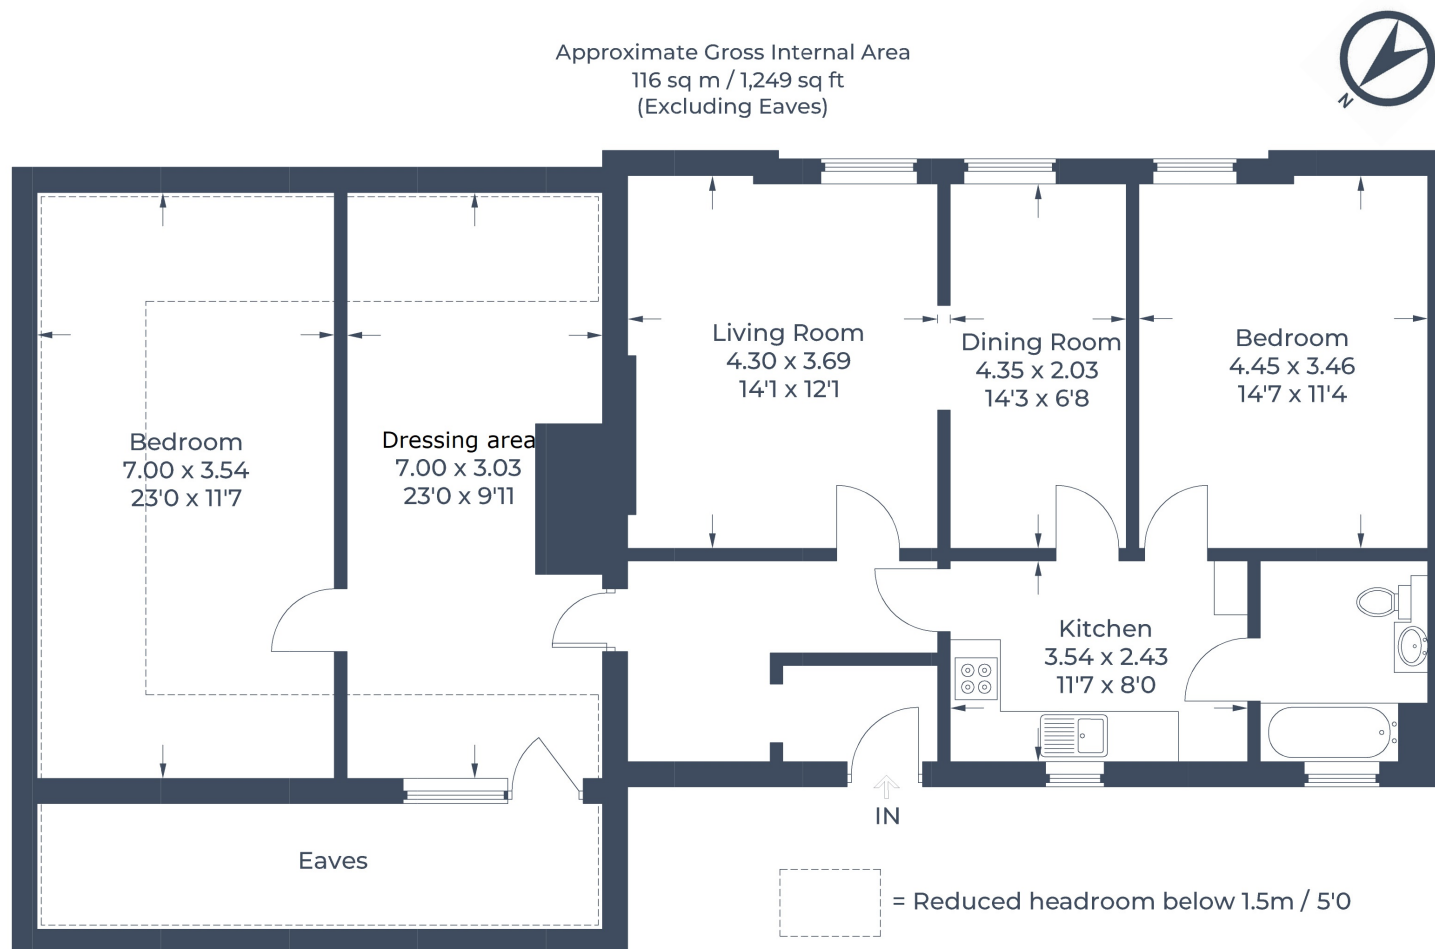 Approximate Gross Internal Area
116 sq m / 1,249 sq ft
(Excluding Eaves)
N
Living Room
4.30 x 3.69
14'1 x 12'1
Dining Room
4.35 x 2.03
14'3 x 6'8
Bedroom
4.45 x 3.46
14'7 x 11'4
Bedroom
7.00 x 3.54
23'0 x 11'7
Dressing area
7.00 x 3.03
23'0 x 9'11
Kitchen
3.54 x 2.43
11'7 x 8'0
IN
Eaves
= Reduced headroom below 1.5m / 5'0